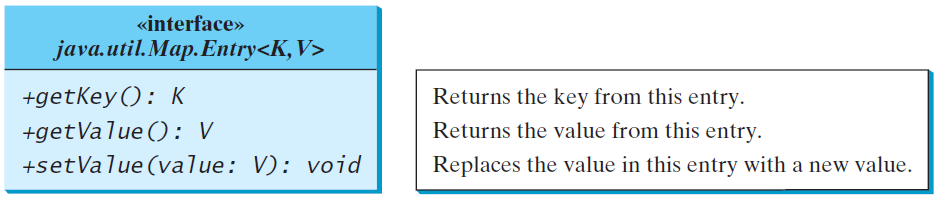 «interface»
java.util.Map.Entry<K,V>
+getKey(): K
Returns the key from this entry.
+getValue(): V
Returns the value from this entry.
+setValue(value: V): void
Replaces the value in this entry with a new value.